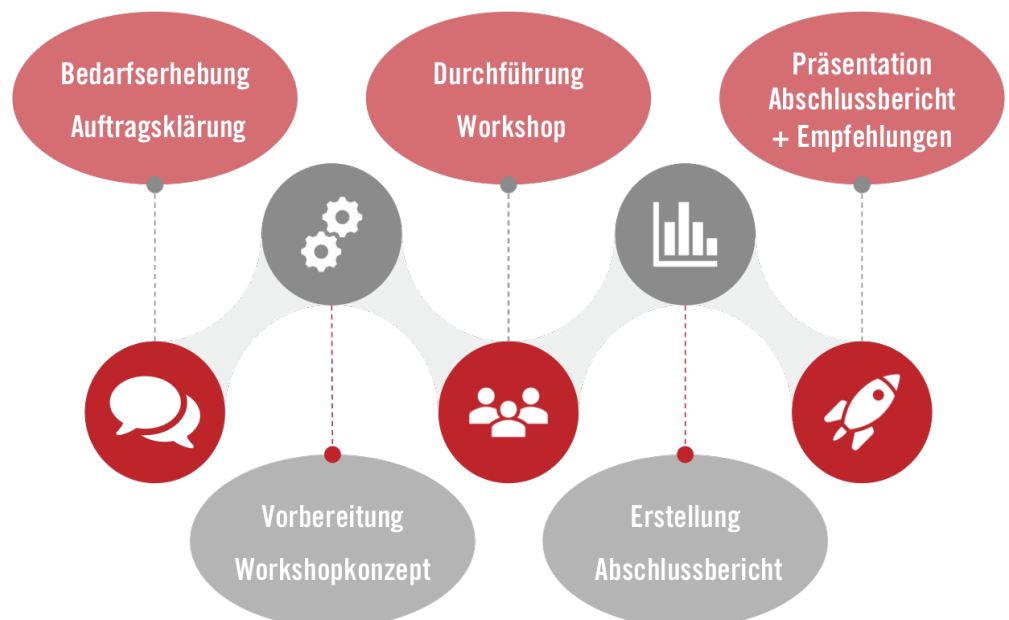 Bedarfserhebung
Auftragsklärung
Durchführung
Workshop
Präsentation
Abschlussbericht
+ Empfehlungen
Vorbereitung
Workshopkonzept
Erstellung
Abschlussbericht